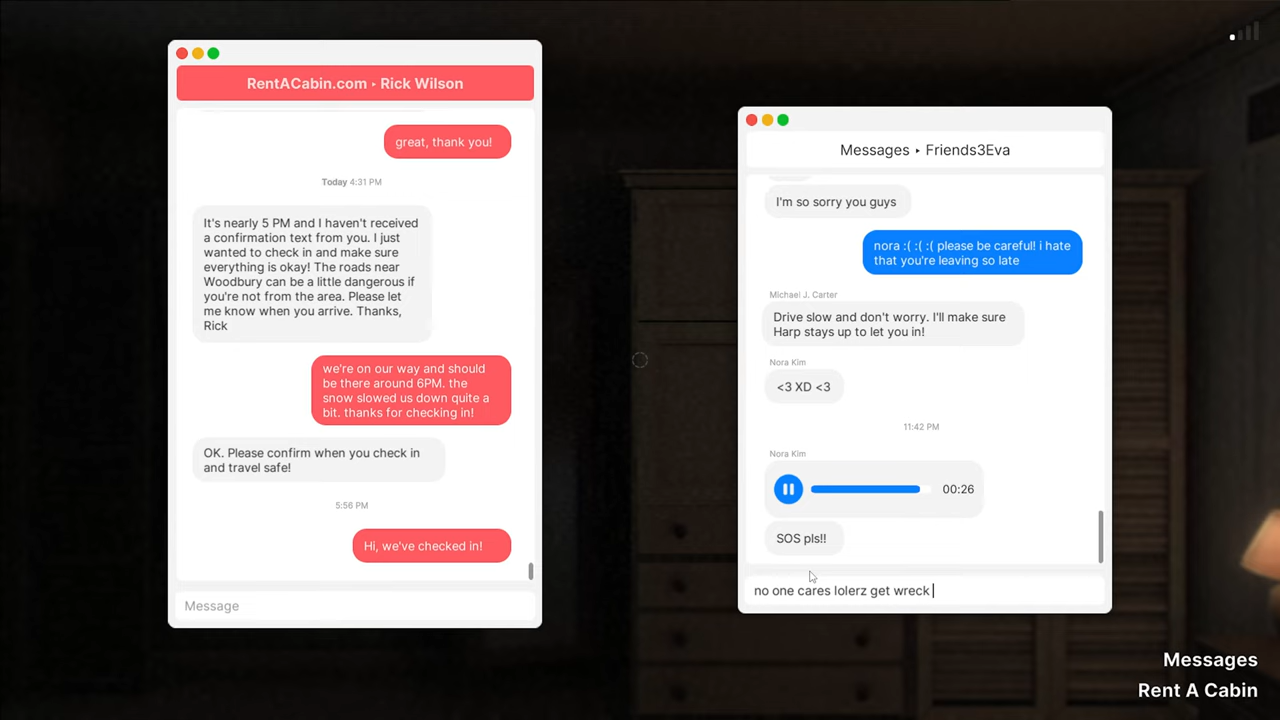 RentACabin.com ▸ Rick Wilson
great, thank you!
Today 4:31 PM
It's nearly 5 PM and I haven't received
a confirmation text from you. I just
wanted to check in and make sure
everything is okay! The roads near
Woodbury can be a little dangerous if
you're not from the area. Please let
me know when you arrive. Thanks,
Rick
we're on our way and should
be there around 6PM. the
snow slowed us down quite a
bit. thanks for checking in!
OK. Please confirm when you check in
and travel safe!
5:56 PM
Hi, we've checked in!
Message
Messages ▸ Friends3Eva
I'm so sorry you guys
nora :( :( :( please be careful! i hate
that you're leaving so late
Michael J. Carter
Drive slow and don't worry. I'll make sure
Harp stays up to let you in!
Nora Kim
<3 XD <3
11:42 PM
Nora Kim
00:26
SOS pls!!
no one cares lolerz get wreck
Messages
Rent A Cabin